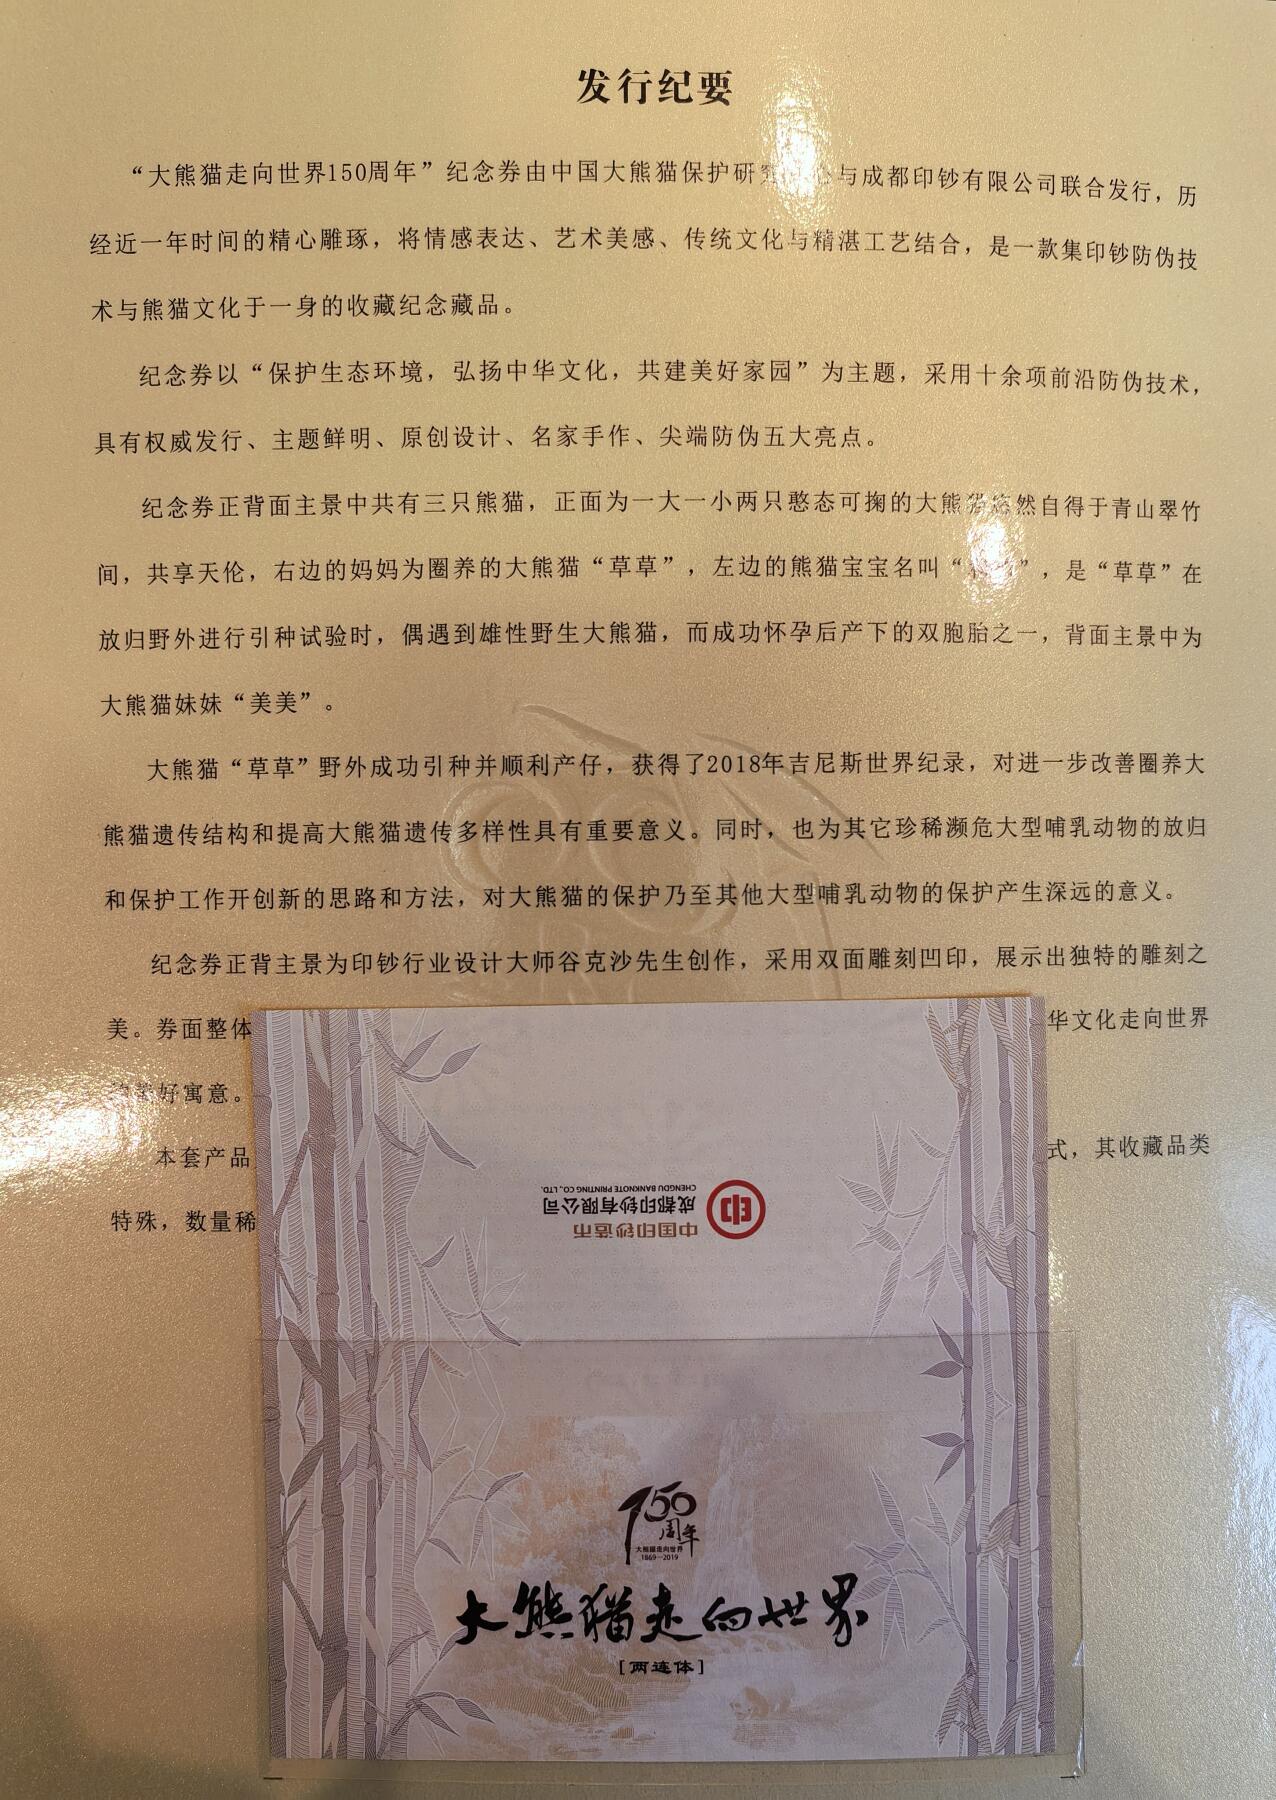 发行纪要
“大熊猫走向世界150周年”纪念券由中国大熊猫保护研 与成都印钞有限公司联合发行，历
经近一年时间的精心雕琢，将情感表达、艺术美感、传统文化与精湛工艺结合，是一款集印钞防伪技
术与熊猫文化于一身的收藏纪念藏品。
纪念券以“保护生态环境，弘扬中华文化，共建美好家园”为主题，采用十余项前沿防伪技术，
具有权威发行、主题鲜明、原创设计、名家手作、尖端防伪五大亮点。
纪念券正背面主景中共有三只熊猫，正面为一大一小两只憨态可掬的大熊 然自得于青山翠竹
间，共享天伦，右边的妈妈为圈养的大熊猫“草草”，左边的熊猫宝宝名叫“ ”，是“草草”在
放归野外进行引种试验时，偶遇到雄性野生大熊猫，而成功怀孕后产下的双胞胎之一，背面主景中为
大熊猫妹妹“美美”。
大熊猫“草草”野外成功引种并顺利产仔，获得了2018年吉尼斯世界纪录，对进一步改善圈养大
熊猫遗传结构和提高大熊猫遗传多样性具有重要意义。同时，也为其它珍稀濒危大型哺乳动物的放归
和保护工作开创新的思路和方法，对大熊猫的保护乃至其他大型哺乳动物的保护产生深远的意义。
纪念券正背主景为印钞行业设计大师谷克沙先生创作，采用双面雕刻凹印，展示出独特的雕刻之
美。券面整体 华文化走向世界
好寓意。
本套产品 式，其收藏品类
特殊，数量稀
CHENGDU BANKNOTE PRINTING CO., LTD.
成都印钞有限公司
中国印钞造币
印
150
周年
大熊猫走向世界
1869—2019
大熊猫走向世界
[两连体]